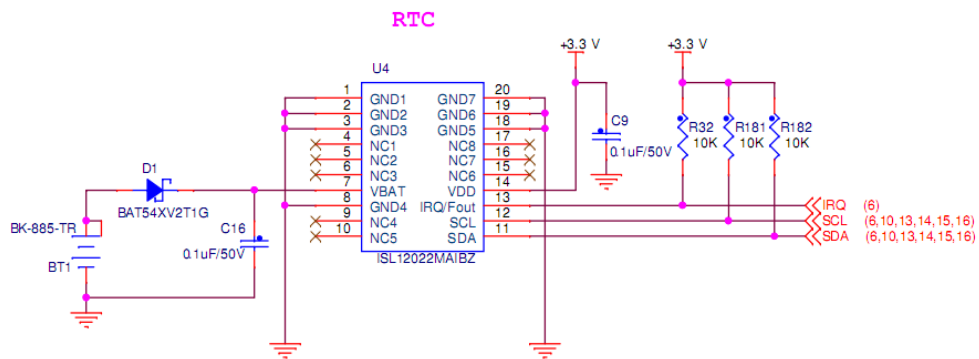 RTC
+3.3 V
+3.3 V
U4
1 GND1 GND7 20
2 GND2 GND6 19
3 GND3 GND5 18
4 NC1 NC8 17
5 NC2 NC7 16
6 NC3 NC6 15
7 VBAT VDD 14
8 GND4 IRQ/Fout 13
9 NC4 SCL 12
10 NC5 SDA 11
ISL12022MAIBZ
C9
0.1uF/50V
R32
10K
R181
10K
R182
10K
D1
BAT54XV2T1G
BK-885-TR
BT1
C16
0.1uF/50V
IRQ (6)
SCL (6,10,13,14,15,16)
SDA (6,10,13,14,15,16)